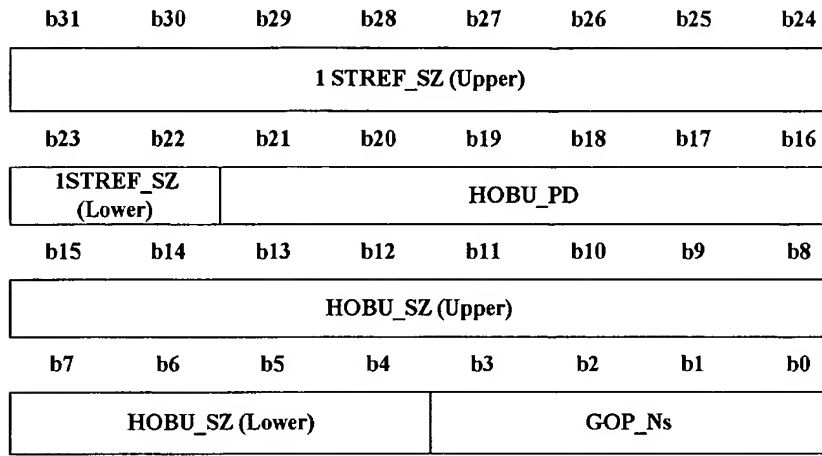 b31 b30 b29 b28 b27 b26 b25 b24
1 STREF_SZ (Upper)
b23 b22 b21 b20 b19 b18 b17 b16
1STREF_SZ
(Lower)
HOBU_PD
b15 b14 b13 b12 b11 b10 b9 b8
HOBU_SZ (Upper)
b7 b6 b5 b4 b3 b2 b1 b0
HOBU_SZ (Lower) GOP_Ns